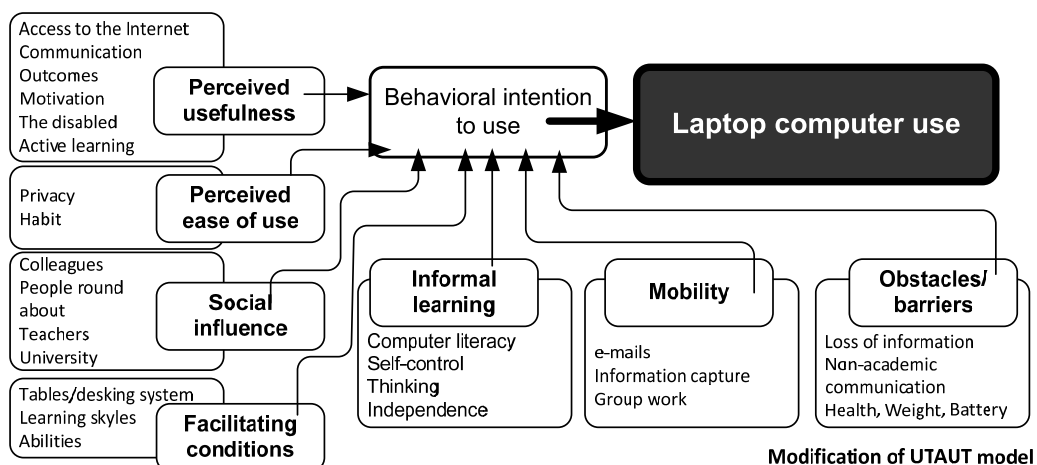 Access to the Internet
Communication
Outcomes
Motivation
The disabled
Active learning
Perceived
usefulness
Behavioral intention
to use
Laptop computer use
Privacy
Habit
Perceived
ease of use
Colleagues
People round
about
Teachers
University
Social
influence
Tables/desking system
Learning skyles
Abilities
Facilitating
conditions
Informal
learning
Computer literacy
Self-control
Thinking
Independence
Mobility
e-mails
Information capture
Group work
Obstacles/
barriers
Loss of information
Non-academic
communication
Health, Weight, Battery
Modification of UTAUT model